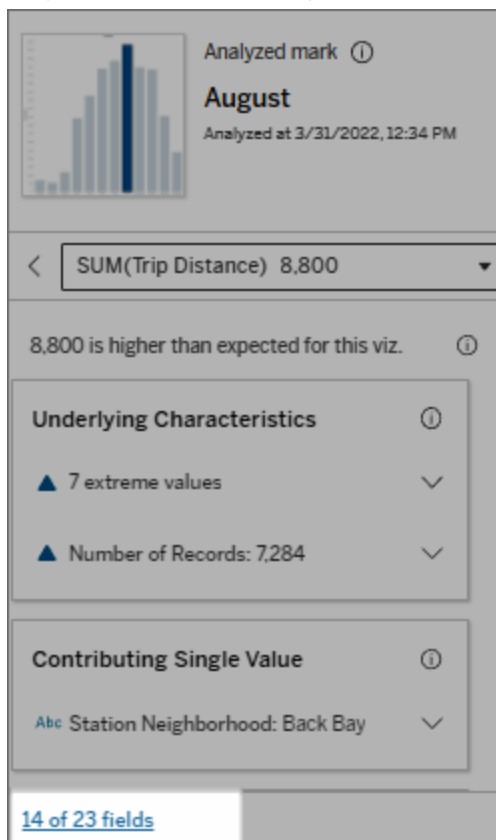 Analyzed mark
August
Analyzed at 3/31/2022, 12:34 PM
SUM(Trip Distance) 8,800
8,800 is higher than expected for this viz.
Underlying Characteristics
7 extreme values
Number of Records: 7,284
Contributing Single Value
Abc Station Neighborhood: Back Bay
14 of 23 fields